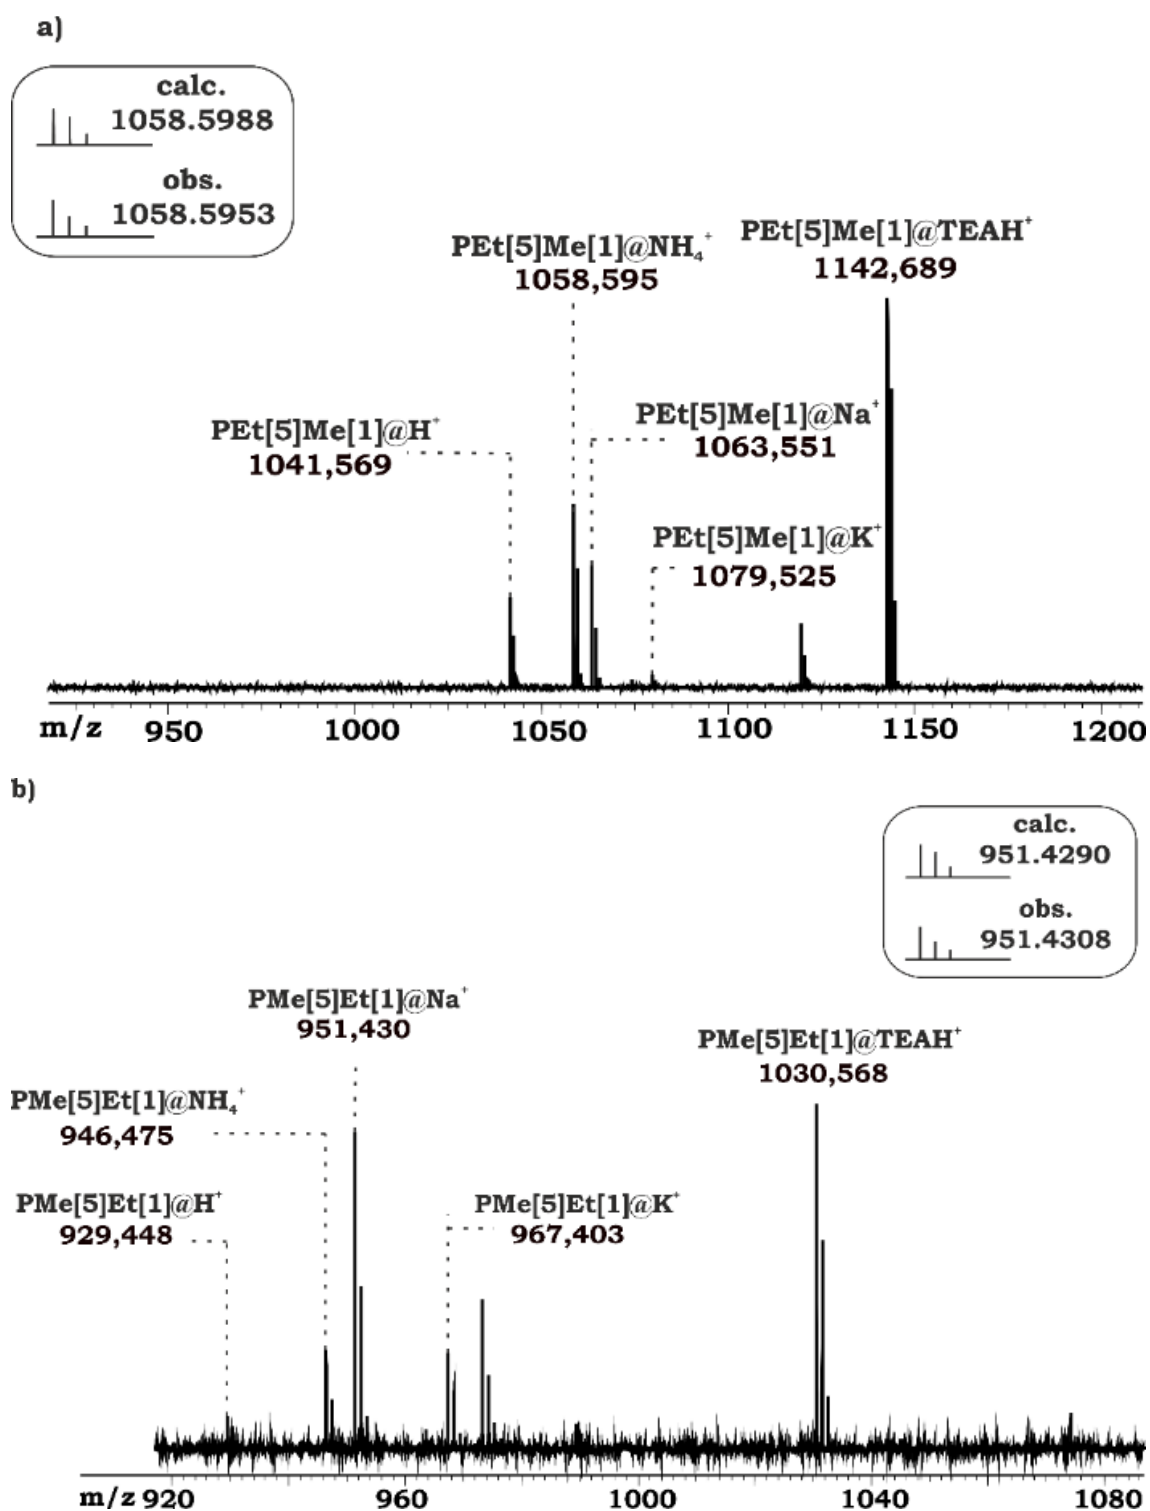 a)
calc.
1058.5988
obs.
1058.5953
PEt[5]Me[1]@NH₄⁺
1058,595
PEt[5]Me[1]@TEAH⁺
1142,689
PEt[5]Me[1]@H⁺
1041,569
PEt[5]Me[1]@Na⁺
1063,551
PEt[5]Me[1]@K⁺
1079,525
m/z 950 1000 1050 1100 1150 1200
b)
calc.
951.4290
obs.
951.4308
PMe[5]Et[1]@Na⁺
951,430
PMe[5]Et[1]@TEAH⁺
1030,568
PMe[5]Et[1]@NH₄⁺
946,475
PMe[5]Et[1]@H⁺
929,448
PMe[5]Et[1]@K⁺
967,403
m/z 920 960 1000 1040 1080